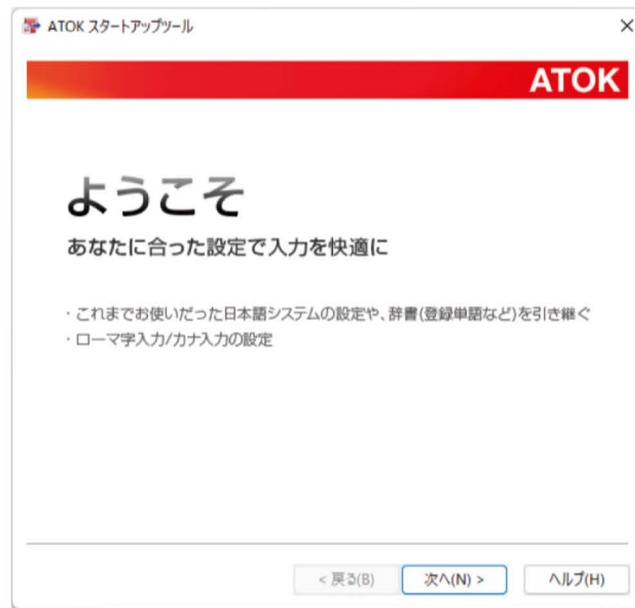 ATOK スタートアップツール
ATOK
ようこそ
あなたに合った設定で入力を快適に
・これまでお使いだった日本語システムの設定や、辞書(登録単語など)を引き継ぐ
・ローマ字入力/カナ入力の設定
< 戻る(B) 次へ(N) > ヘルプ(H)